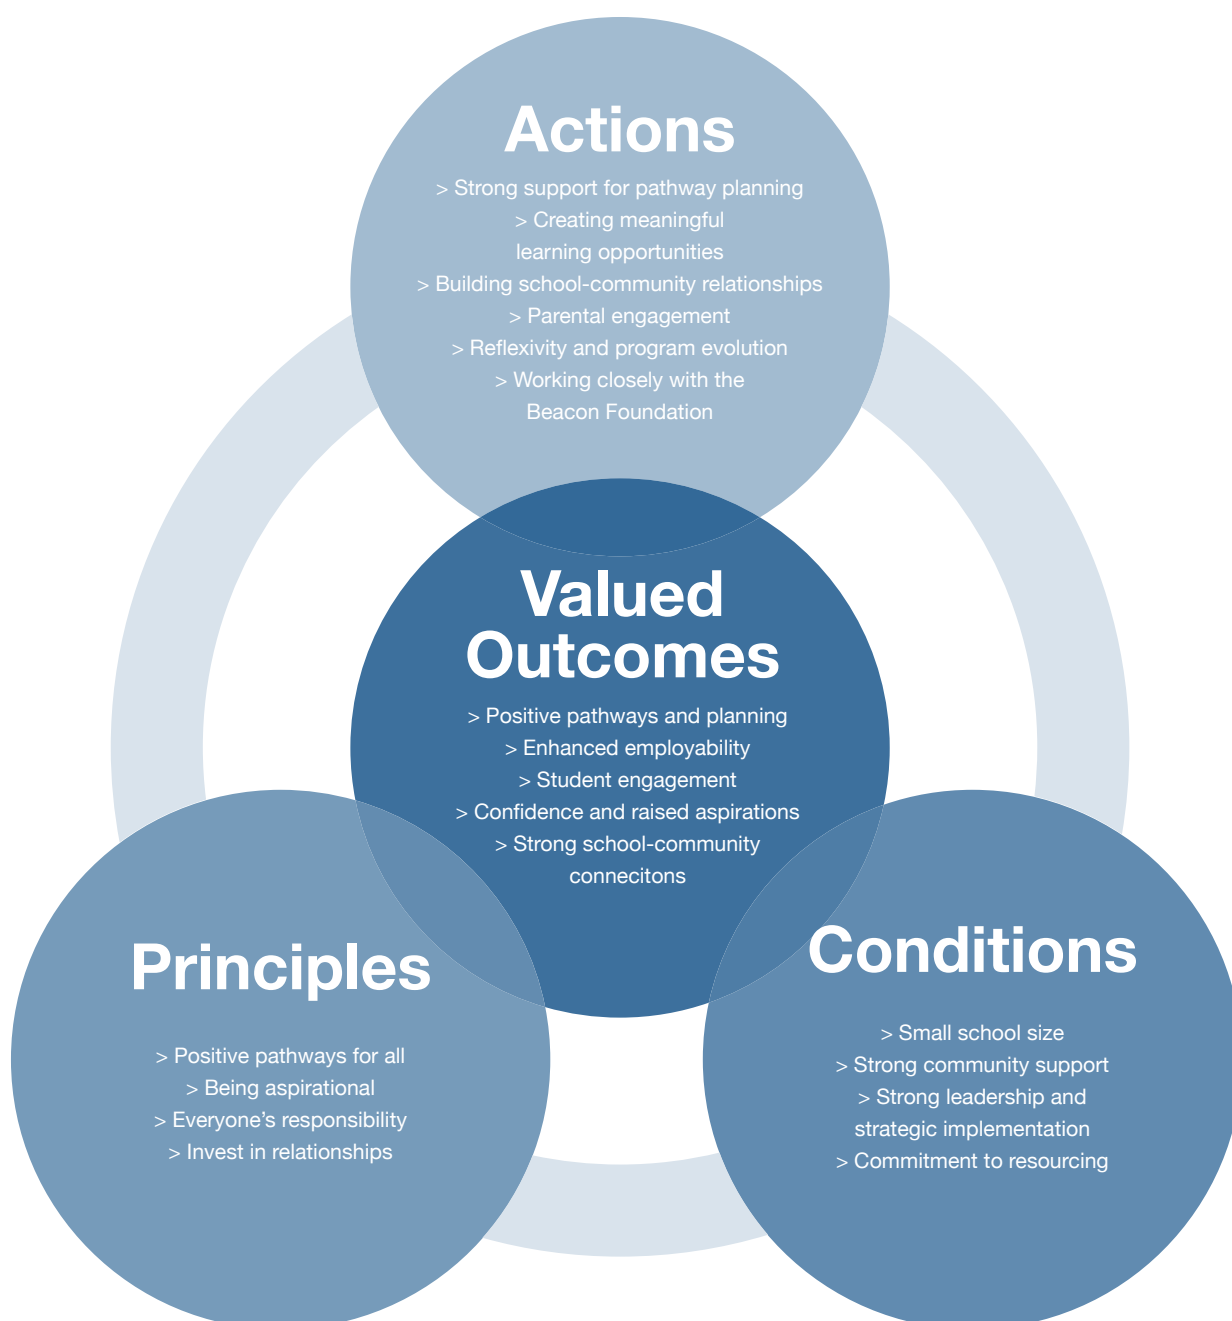 Actions
> Strong support for pathway planning
> Creating meaningful
learning opportunities
> Building school-community relationships
> Parental engagement
> Reflexivity and program evolution
> Working closely with the
Beacon Foundation
Valued
Outcomes
> Positive pathways and planning
> Enhanced employability
> Student engagement
> Confidence and raised aspirations
> Strong school-community
connecitons
Principles
> Positive pathways for all
> Being aspirational
> Everyone’s responsibility
> Invest in relationships
Conditions
> Small school size
> Strong community support
> Strong leadership and
strategic implementation
> Commitment to resourcing